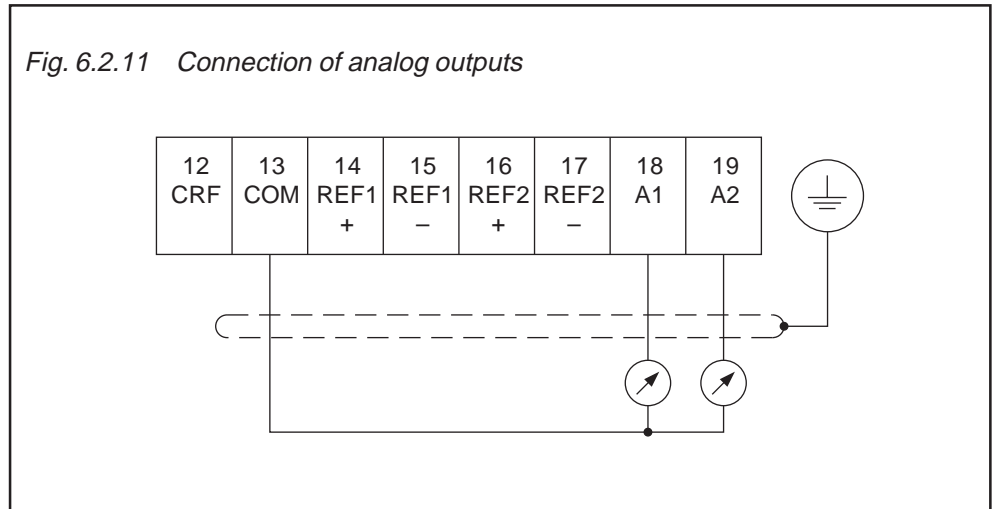 Fig. 6.2.11 Connection of analog outputs
12 13 14 15 16 17 18 19
CRF COM REF1 REF1 REF2 REF2 A1 A2
+ – + –